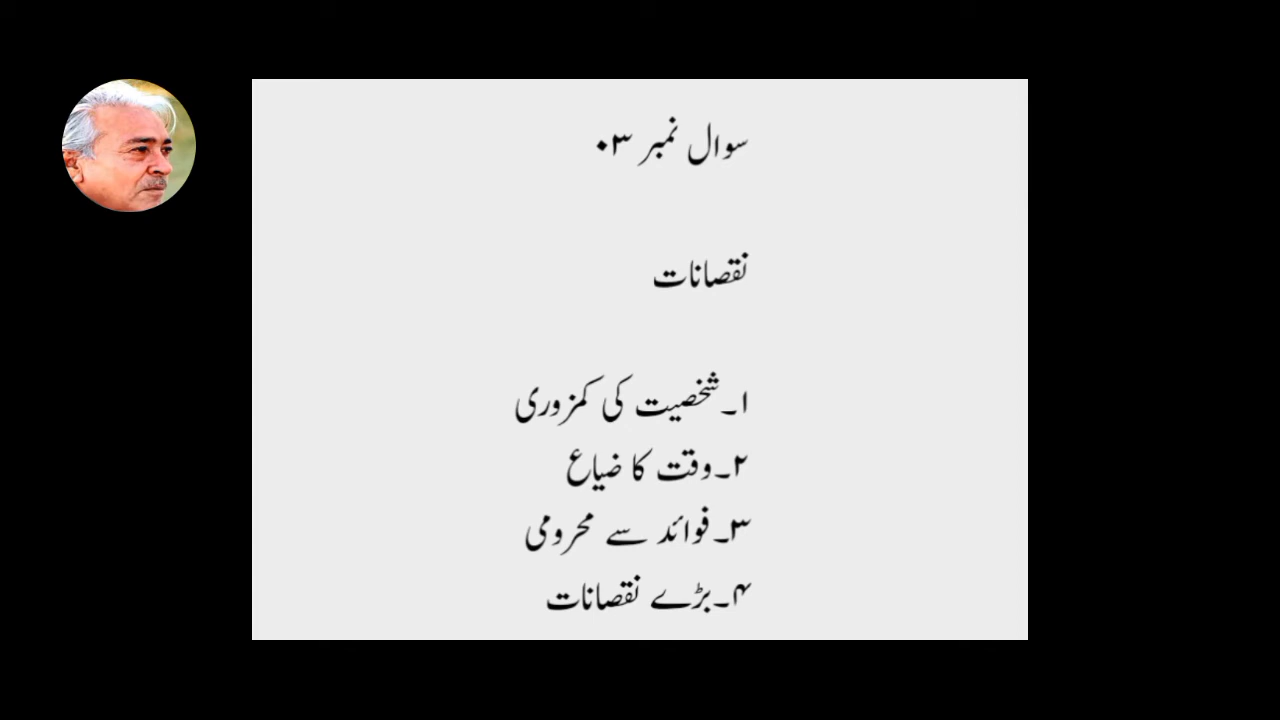 سوال نمبر ۰۳
نقصانات
۱۔شخصیت کی کمزوری
۲۔وقت کا ضیاع
۳۔فوائد سے محرومی
۴۔بڑے نقصانات